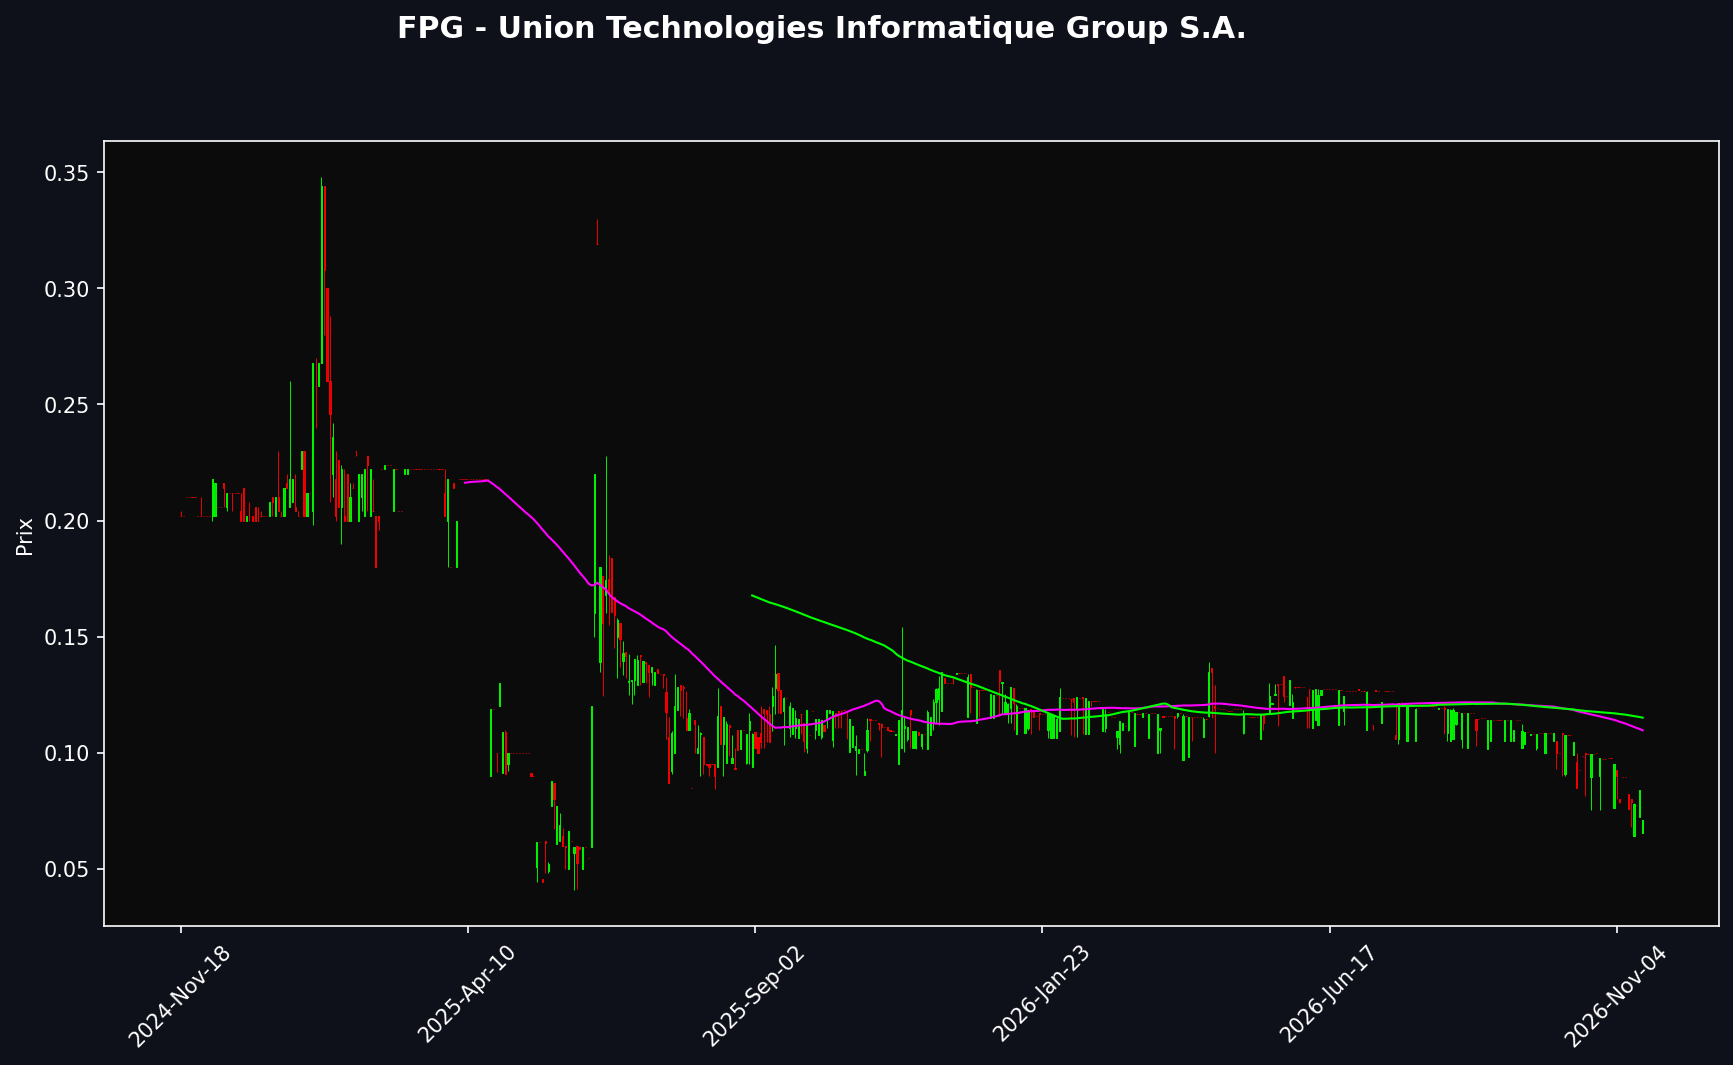 FPG - Union Technologies Informatique Group S.A.
Prix
0.35
0.30
0.25
0.20
0.15
0.10
0.05
2024-Nov-18
2025-Apr-10
2025-Sep-02
2026-Jan-23
2026-Jun-17
2026-Nov-04